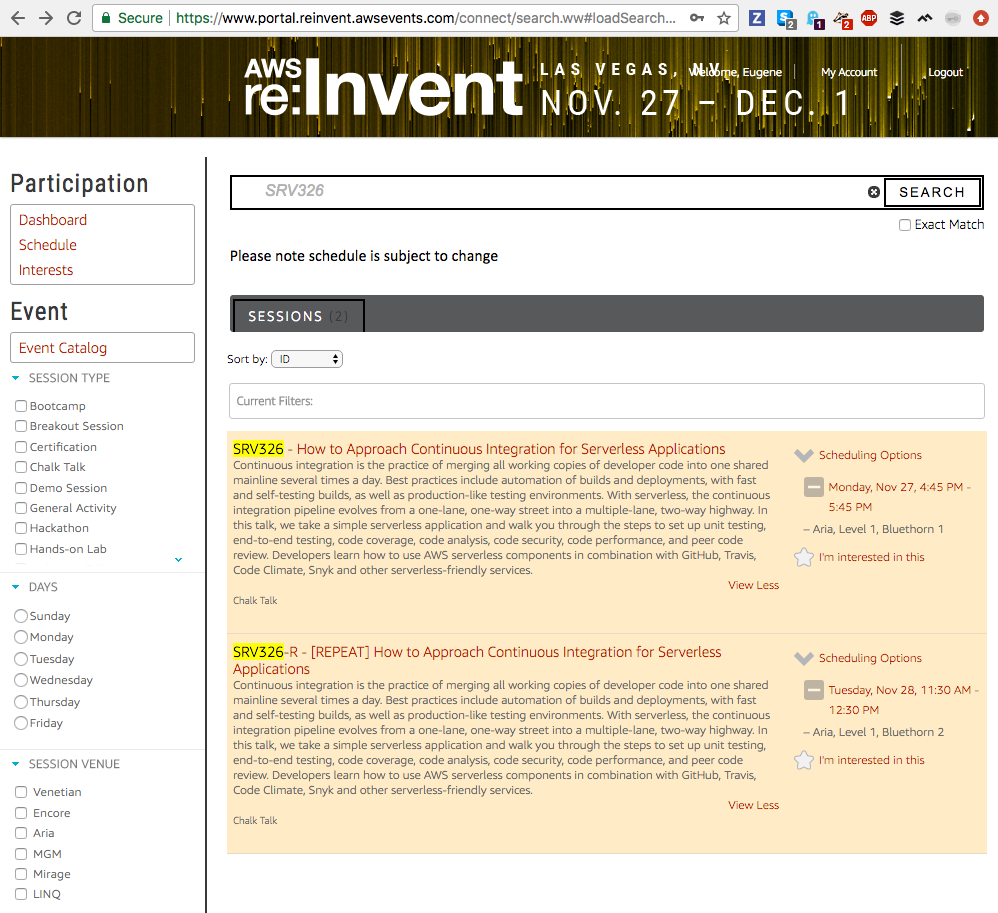 Secure https://www.portal.reinvent.awsevents.com/connect/search.ww#loadSearch...
Z
S 2
1
2
ABP
AWS
re:Invent
LAS VEGAS, NV
NOV. 27 – DEC. 1
Welcome, Eugene
My Account
Logout
Participation
Dashboard
Schedule
Interests
Event
Event Catalog
SESSION TYPE
Bootcamp
Breakout Session
Certification
Chalk Talk
Demo Session
General Activity
Hackathon
Hands-on Lab
DAYS
Sunday
Monday
Tuesday
Wednesday
Thursday
Friday
SESSION VENUE
Venetian
Encore
Aria
MGM
Mirage
LINQ
SRV326
SEARCH
Exact Match
Please note schedule is subject to change
SESSIONS (2)
Sort by: ID
Current Filters:
SRV326 - How to Approach Continuous Integration for Serverless Applications
Continuous integration is the practice of merging all working copies of developer code into one shared
mainline several times a day. Best practices include automation of builds and deployments, with fast
and self-testing builds, as well as production-like testing environments. With serverless, the continuous
integration pipeline evolves from a one-lane, one-way street into a multiple-lane, two-way highway. In
this talk, we take a simple serverless application and walk you through the steps to set up unit testing,
end-to-end testing, code coverage, code analysis, code security, code performance, and peer code
review. Developers learn how to use AWS serverless components in combination with GitHub, Travis,
Code Climate, Snyk and other serverless-friendly services.
View Less
Chalk Talk
Scheduling Options
Monday, Nov 27, 4:45 PM -
5:45 PM
– Aria, Level 1, Bluethorn 1
I'm interested in this
SRV326-R - [REPEAT] How to Approach Continuous Integration for Serverless
Applications
Continuous integration is the practice of merging all working copies of developer code into one shared
mainline several times a day. Best practices include automation of builds and deployments, with fast
and self-testing builds, as well as production-like testing environments. With serverless, the continuous
integration pipeline evolves from a one-lane, one-way street into a multiple-lane, two-way highway. In
this talk, we take a simple serverless application and walk you through the steps to set up unit testing,
end-to-end testing, code coverage, code analysis, code security, code performance, and peer code
review. Developers learn how to use AWS serverless components in combination with GitHub, Travis,
Code Climate, Snyk and other serverless-friendly services.
View Less
Chalk Talk
Scheduling Options
Tuesday, Nov 28, 11:30 AM -
12:30 PM
– Aria, Level 1, Bluethorn 2
I'm interested in this